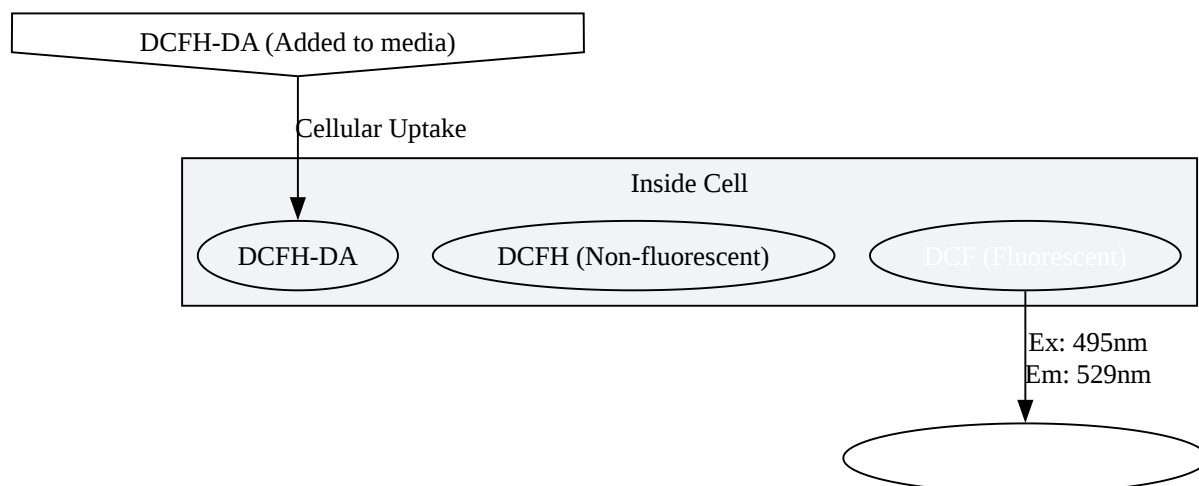 DCFH-DA (Added to media)
Cellular Uptake
Inside Cell
DCFH-DA
DCFH (Non-fluorescent)
DCF (Fluorescent)
Ex: 495nm
Em: 529nm